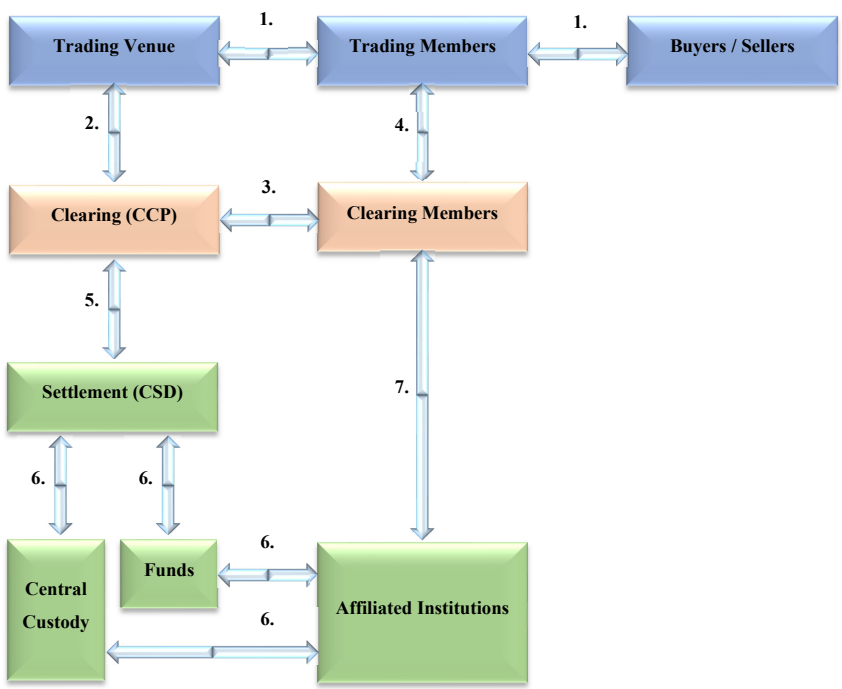 1.
1.
Trading Venue
Trading Members
Buyers / Sellers
2.
4.
3.
Clearing (CCP)
Clearing Members
5.
Settlement (CSD)
7.
6.
6.
6.
Funds
Central
Custody
Affiliated Institutions
6.